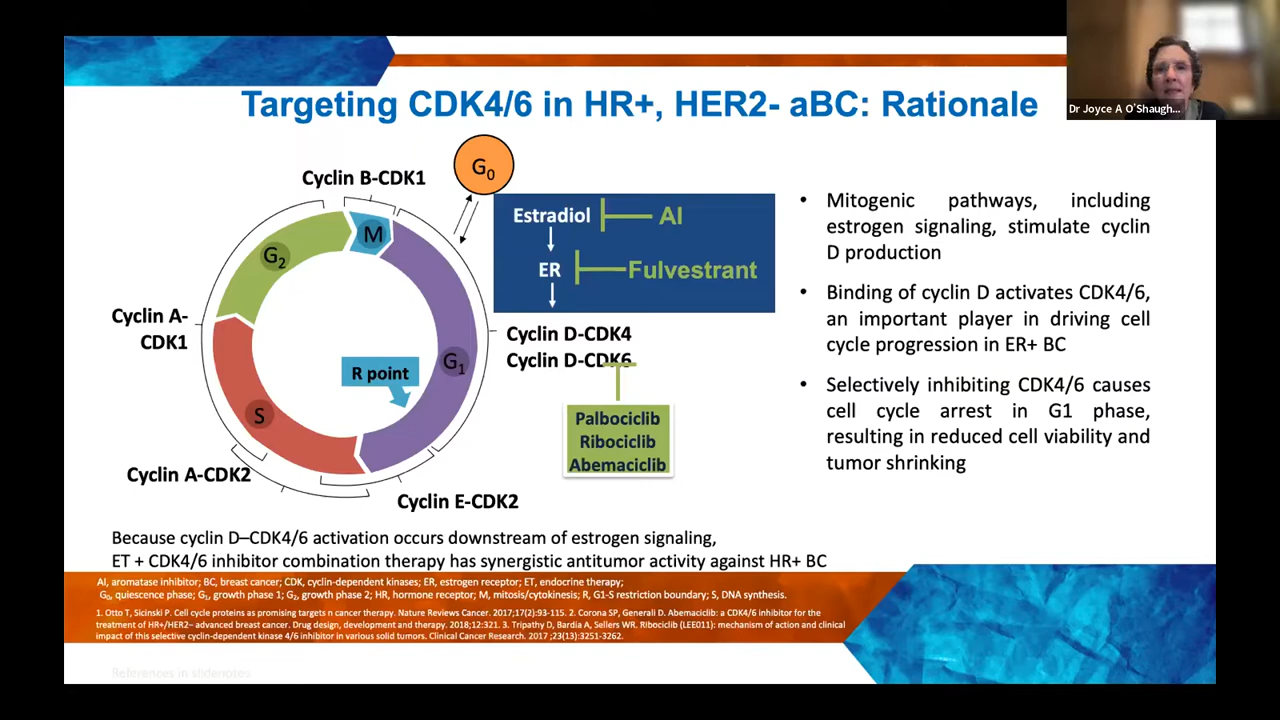 Dr Joyce A O'Shaugh...
Targeting CDK4/6 in HR+, HER2- aBC: Rationale
Cyclin B-CDK1
G0
M
G2
Estradiol
AI
ER
Fulvestrant
Cyclin A-
CDK1
Cyclin D-CDK4
Cyclin D-CDK6
R point
G1
S
Palbociclib
Ribociclib
Abemaciclib
Cyclin A-CDK2
Cyclin E-CDK2
• Mitogenic pathways, including
estrogen signaling, stimulate cyclin
D production
• Binding of cyclin D activates CDK4/6,
an important player in driving cell
cycle progression in ER+ BC
• Selectively inhibiting CDK4/6 causes
cell cycle arrest in G1 phase,
resulting in reduced cell viability and
tumor shrinking
Because cyclin D–CDK4/6 activation occurs downstream of estrogen signaling,
ET + CDK4/6 inhibitor combination therapy has synergistic antitumor activity against HR+ BC
AI, aromatase inhibitor; BC, breast cancer; CDK, cyclin-dependent kinases; ER, estrogen receptor; ET, endocrine therapy;
G0, quiescence phase; G1, growth phase 1; G2, growth phase 2; HR, hormone receptor; M, mitosis/cytokinesis; R, G1-S restriction boundary; S, DNA synthesis.
1. Otto T, Sicinski P. Cell cycle proteins as promising targets n cancer therapy. Nature Reviews Cancer. 2017;17(2):93-115. 2. Corona SP, Generali D. Abemaciclib: a CDK4/6 inhibitor for the
treatment of HR+/HER2– advanced breast cancer. Drug design, development and therapy. 2018;12:321. 3. Tripathy D, Bardia A, Sellers WR. Ribociclib (LEE011): mechanism of action and clinical
impact of this selective cyclin-dependent kinase 4/6 inhibitor in various solid tumors. Clinical Cancer Research. 2017 ;23(13):3251-3262.
References in slidenotes